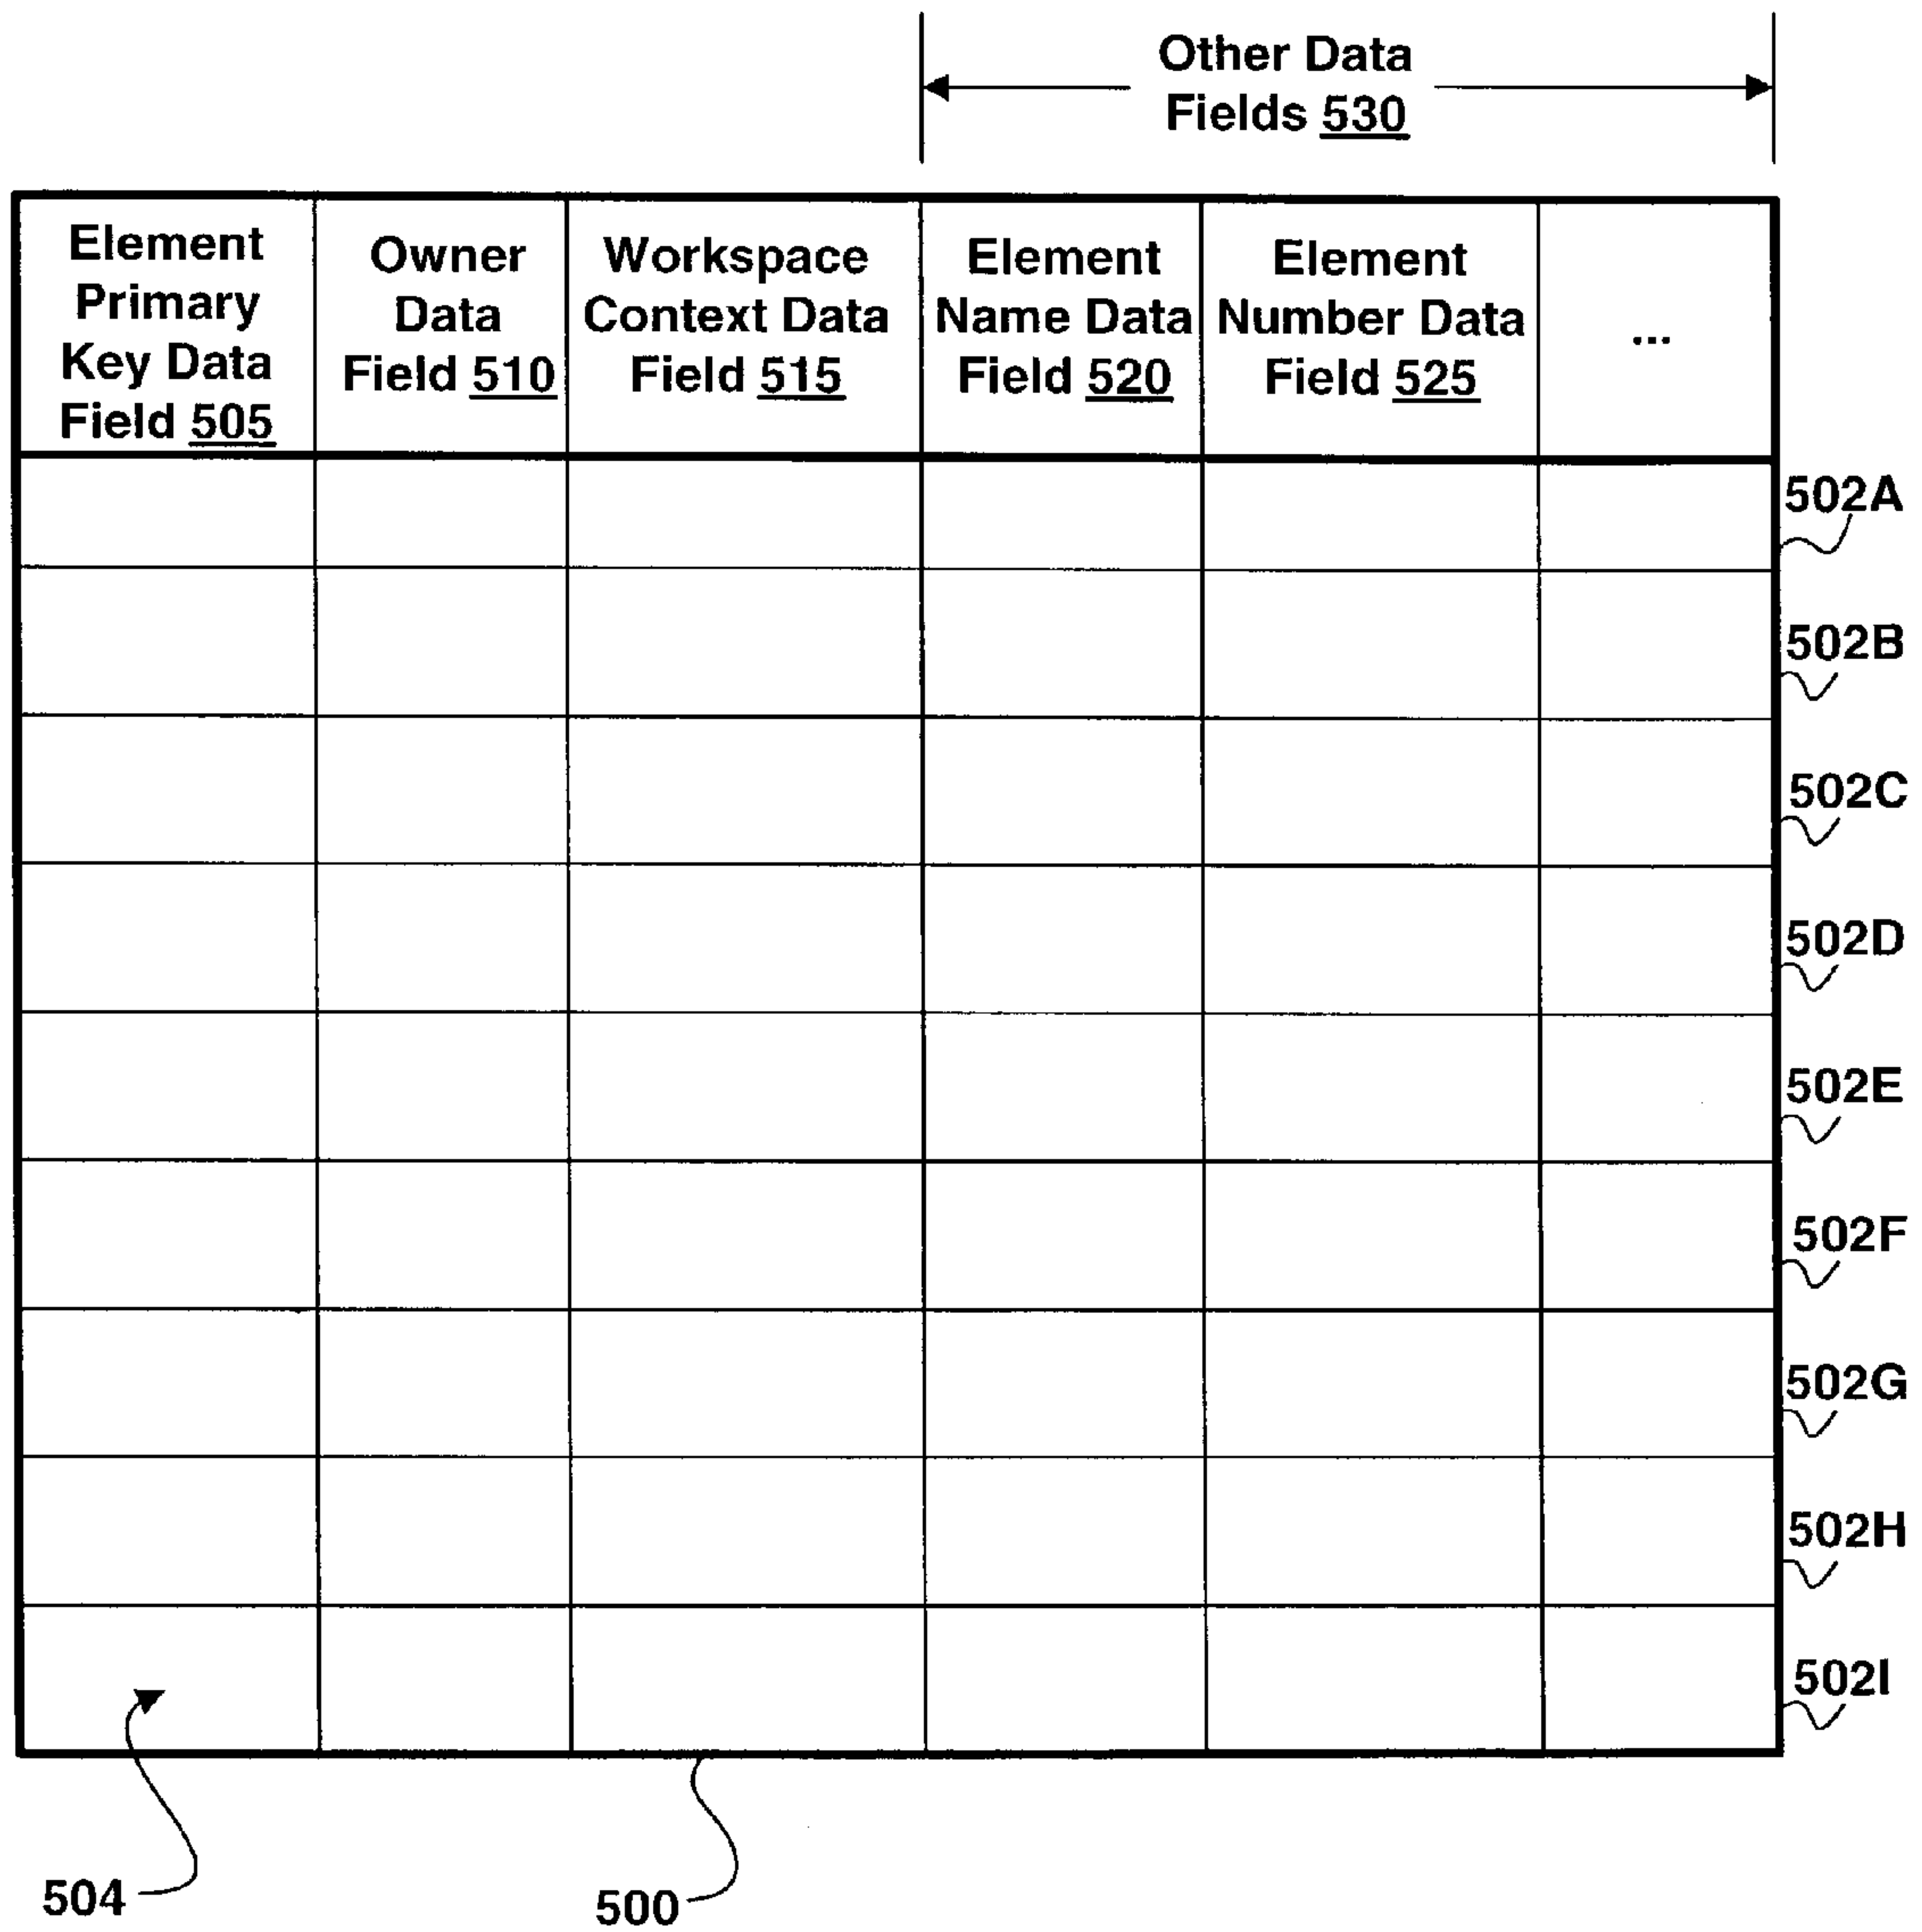 Other Data
Fields 530
Element
Primary
Key Data
Field 505
Owner
Data
Field 510
Workspace
Context Data
Field 515
Element
Name Data
Field 520
Element
Number Data
Field 525
...
502A
502B
502C
502D
502E
502F
502G
502H
502I
504
500